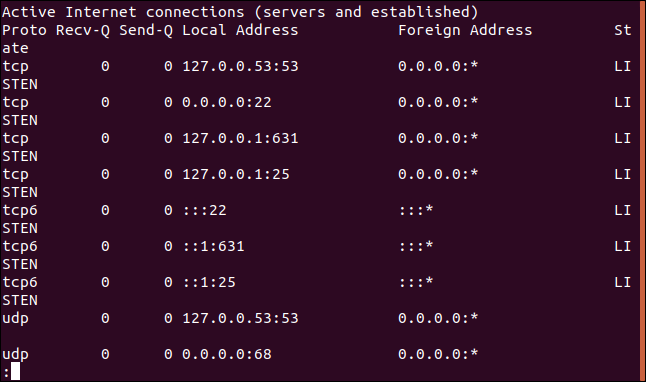 Active Internet connections (servers and established)
Proto Recv-Q Send-Q Local Address           Foreign Address         St
ate
tcp        0      0 127.0.0.53:53           0.0.0.0:*               LI
STEN
tcp        0      0 0.0.0.0:22              0.0.0.0:*               LI
STEN
tcp        0      0 127.0.0.1:631           0.0.0.0:*               LI
STEN
tcp        0      0 127.0.0.1:25            0.0.0.0:*               LI
STEN
tcp6       0      0 :::22                   :::*                    LI
STEN
tcp6       0      0 ::1:631                 :::*                    LI
STEN
tcp6       0      0 ::1:25                  :::*                    LI
STEN
udp        0      0 127.0.0.53:53           0.0.0.0:*
udp        0      0 0.0.0.0:68              0.0.0.0:*
: